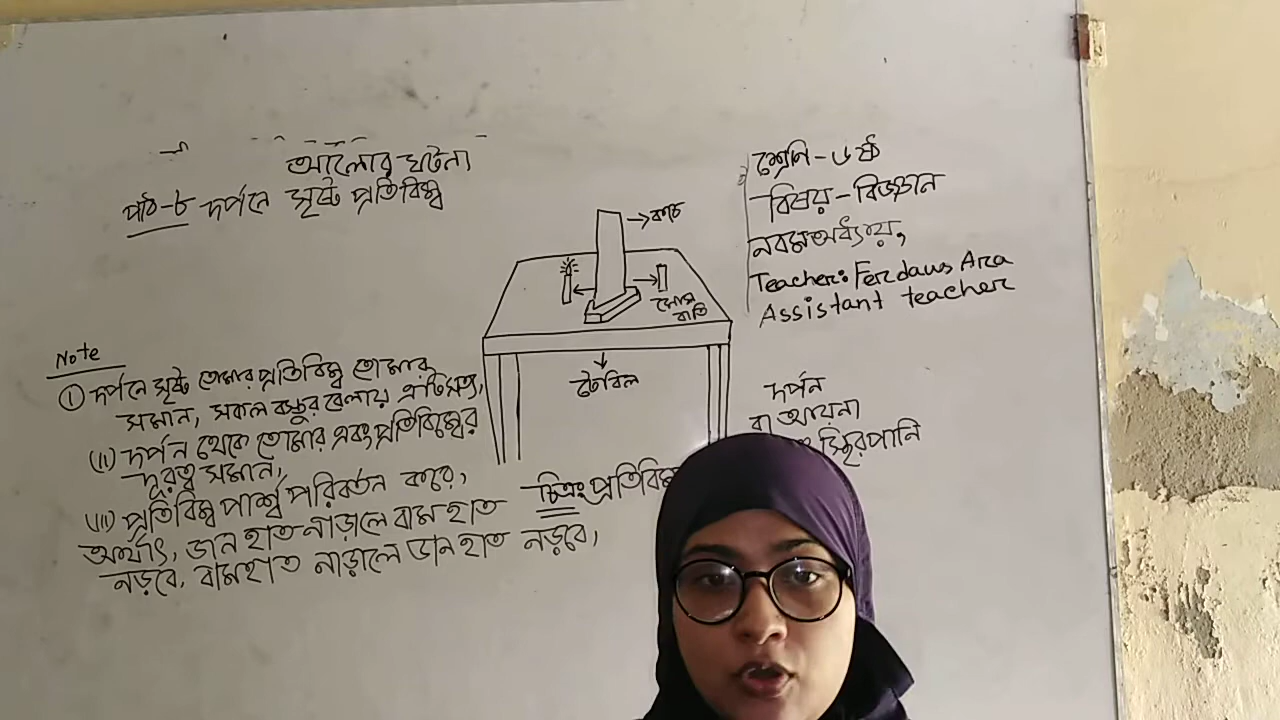 আলোর ঘটনা
পাঠ-৮ দর্পনে সৃষ্ট প্রতিবিম্ব
শ্রেণি - ৬ষ্ঠ
বিষয় - বিজ্ঞান
নবম অধ্যায়,
Teacher: Ferdaus Ara
Assistant teacher
কাচ
মোম
বাতি
টেবিল
Note
(i) দর্পনে সৃষ্ট তোমার প্রতিবিম্ব তোমার
সমান, সকল বস্তুর বেলায় এটি সত্য,
(ii) দর্পন থেকে তোমার এবং প্রতিবিম্বের
দূরত্ব সমান,
(iii) প্রতিবিম্ব পার্শ্ব পরিবর্তন করে,
অর্থাৎ, ডান হাত নাড়ালে বাম হাত
নড়বে, বামহাত নাড়ালে ডান হাত নড়বে,
চিত্রঃ প্রতিবিম্ব
দর্পন
বা আয়না
স্থির পানি